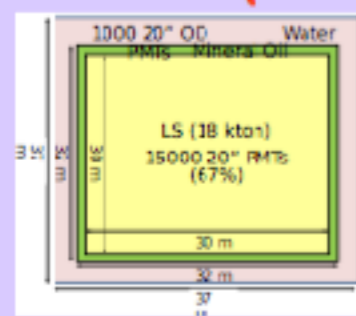 1000 20" OD Water
PMTs Mineral Oil
LS (18 kton)
15000 20" PMTs
(67%)
30 m
32 m
37